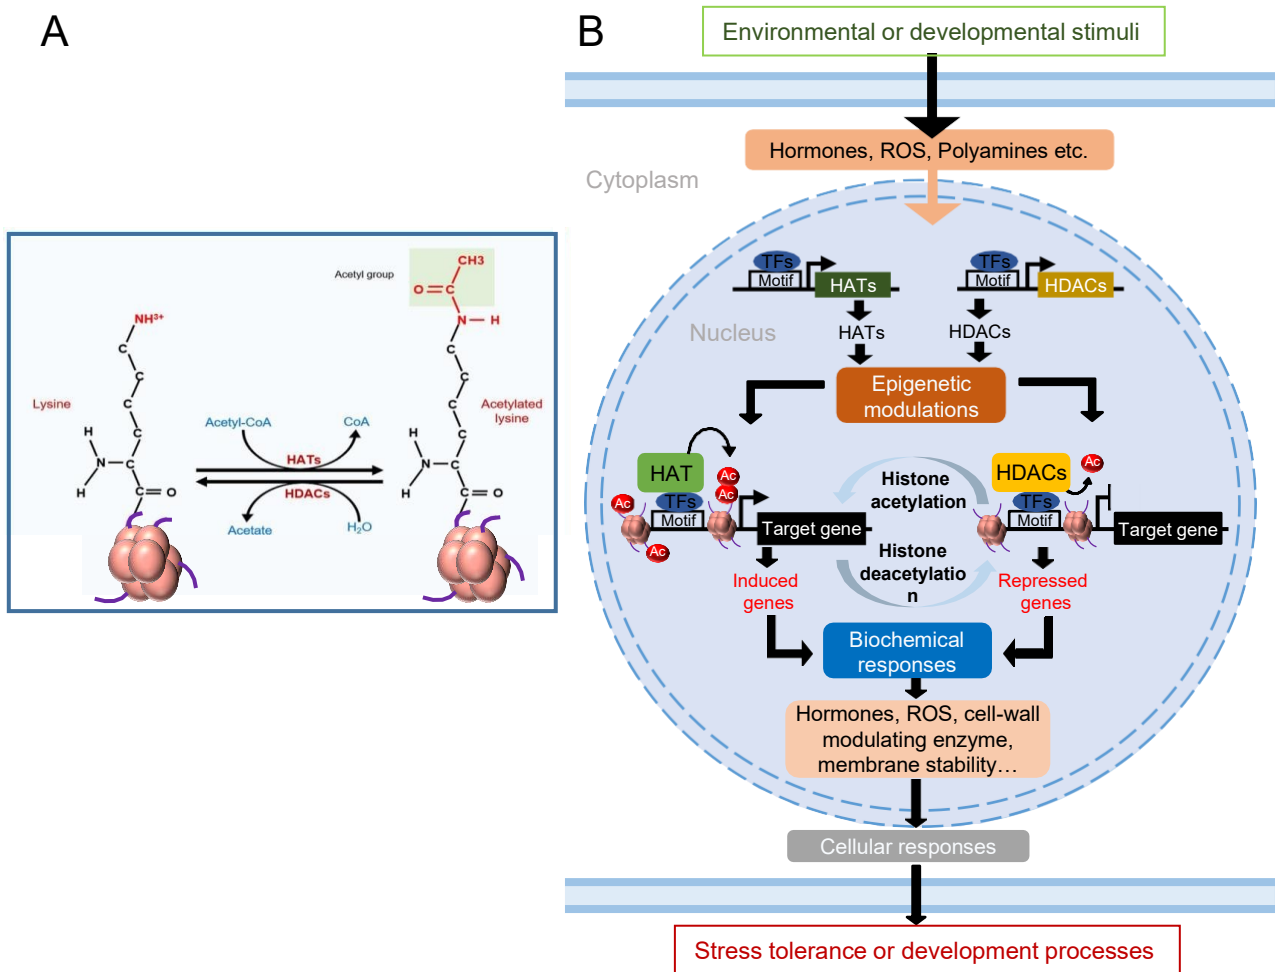 A
Acetyl group
CH3
O
C
N
H
NH3+
C
C
C
C
Lysine
H
N
C
H
C
O
Acetyl-CoA
CoA
HATs
HDACs
Acetate
H2O
C
C
C
C
Acetylated
lysine
H
N
C
H
C
O
B
Environmental or developmental stimuli
Hormones, ROS, Polyamines etc.
Cytoplasm
TFs
Motif
HATs
TFs
Motif
HDACs
Nucleus
HATs
HDACs
Epigenetic
modulations
HAT
Ac
Ac
Ac
Ac
TFs
Motif
Target gene
Histone
acetylation
Histone
deacetylatio
n
HDACs
Ac
TFs
Motif
Target gene
Induced
genes
Repressed
genes
Biochemical
responses
Hormones, ROS, cell-wall
modulating enzyme,
membrane stability…
Cellular responses
Stress tolerance or development processes